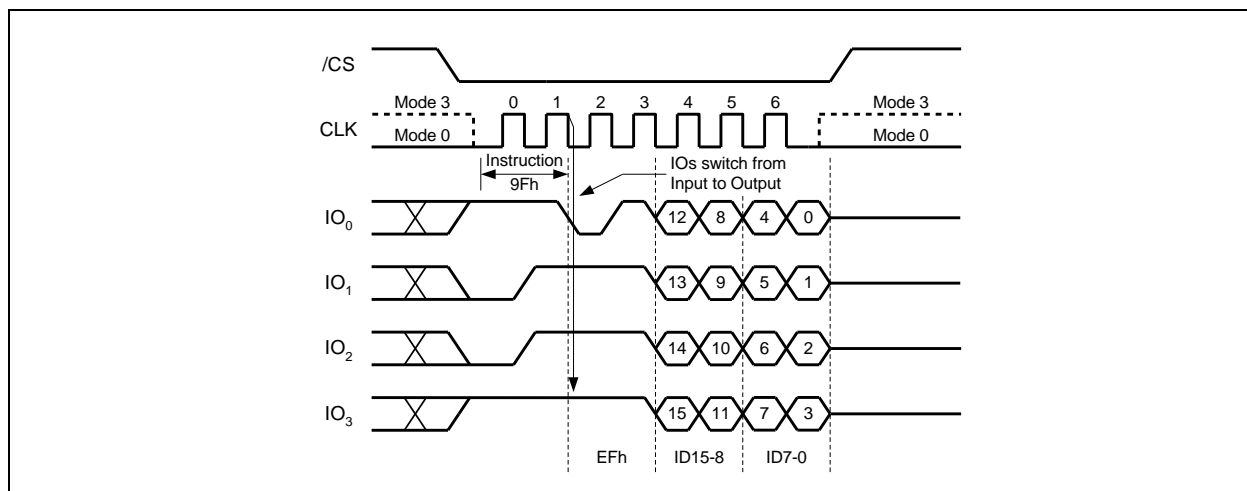 /CS
Mode 3 0 1 2 3 4 5 6 Mode 3
CLK
Mode 0 Mode 0
Instruction
9Fh
IOs switch from
Input to Output
IO0 12 8 4 0
IO1 13 9 5 1
IO2 14 10 6 2
IO3 15 11 7 3
EFh ID15-8 ID7-0